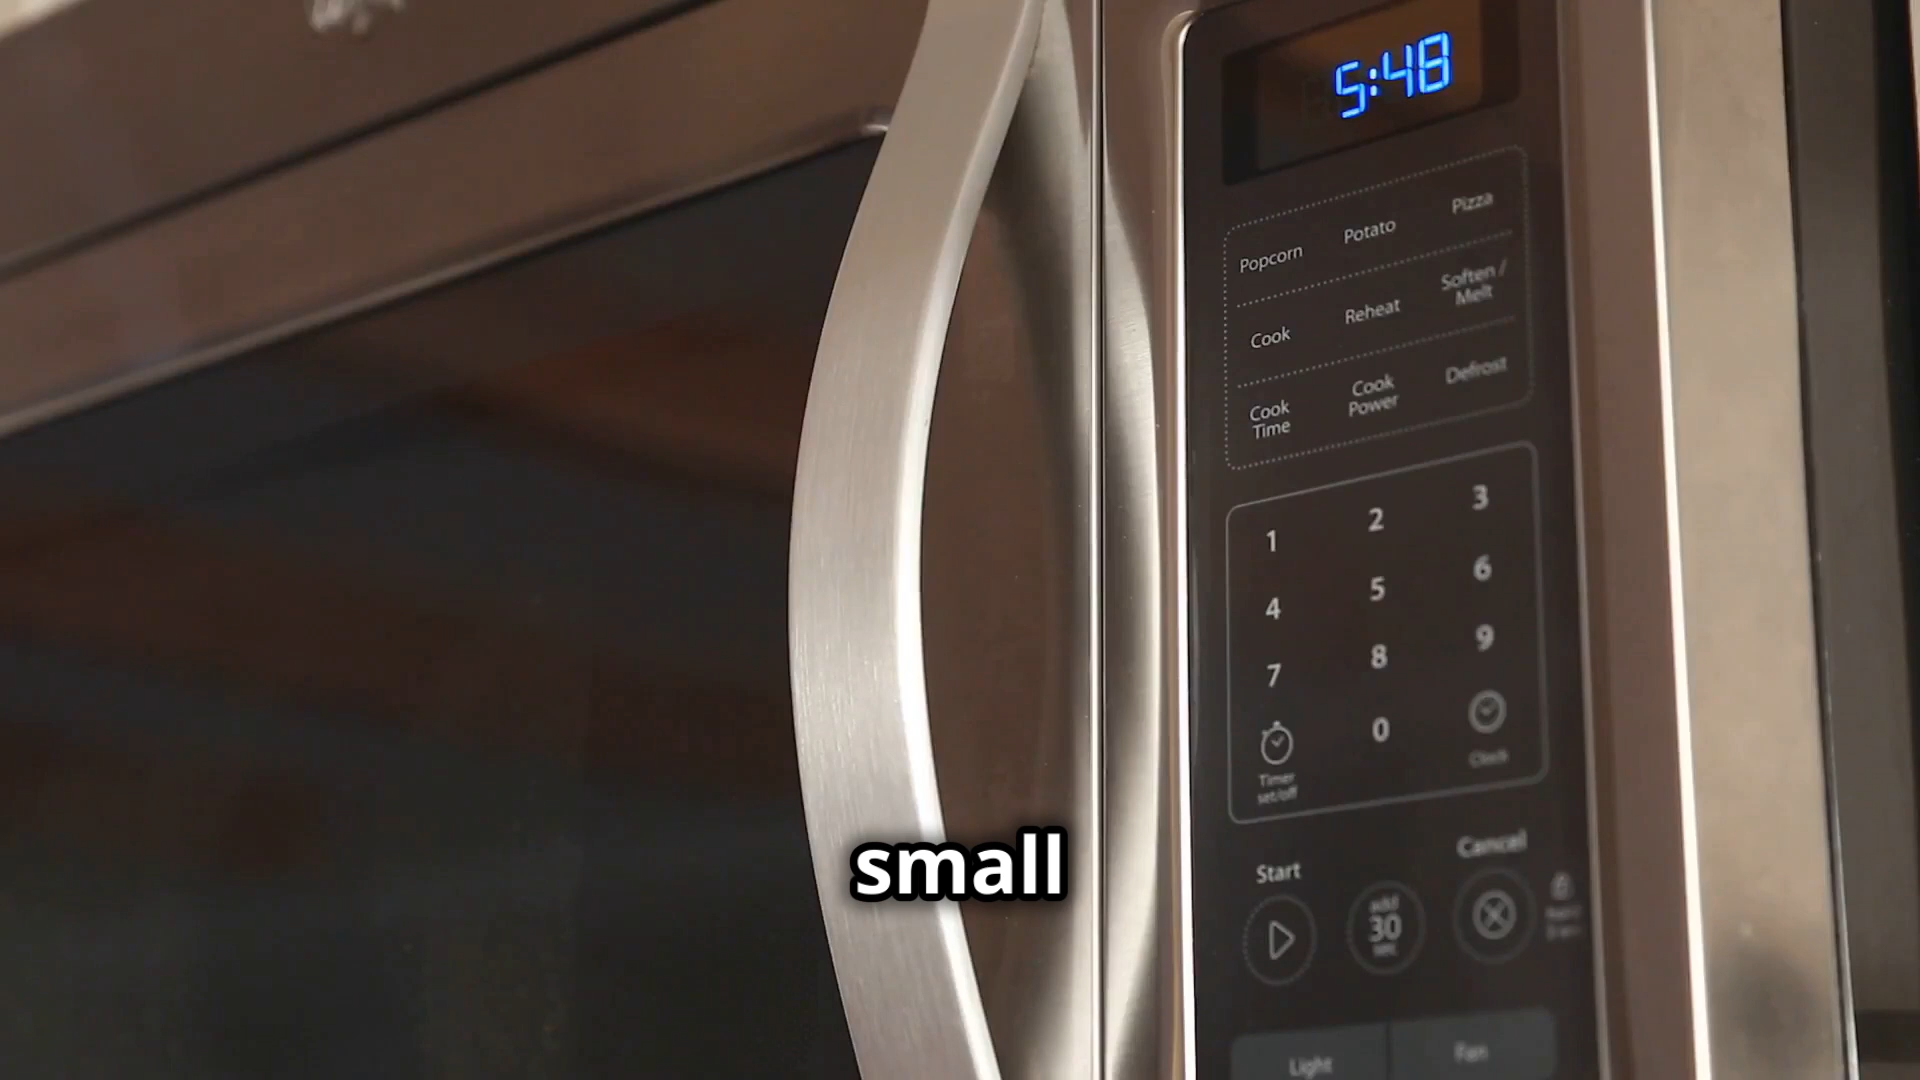 5:48
Popcorn Potato Pizza
Cook Reheat Soften / Melt
Cook Time Cook Power Defrost
1 2 3
4 5 6
7 8 9
0
Timer set/off Clock
Start Cancel
add 30 sec
Light Fan
small